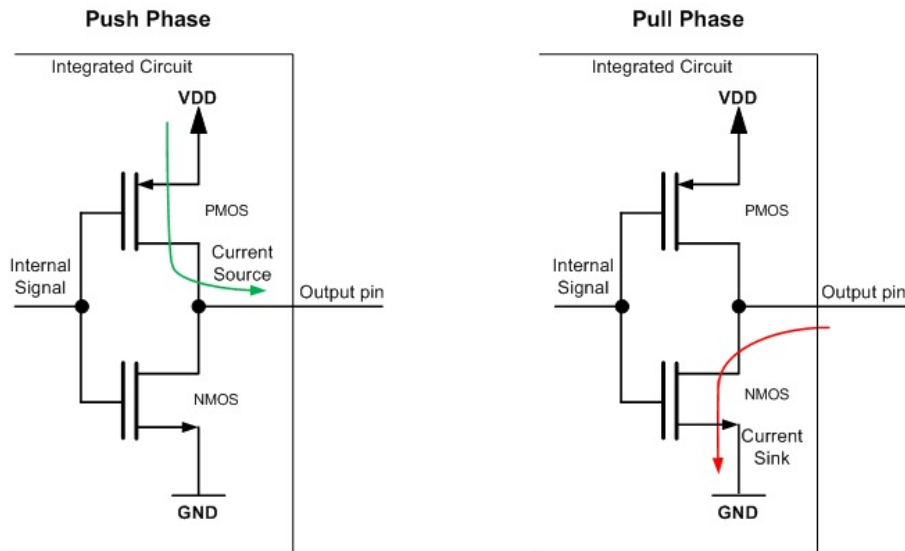 Push Phase
Integrated Circuit
VDD
PMOS
Current
Source
Internal
Signal
Output pin
NMOS
GND
Pull Phase
Integrated Circuit
VDD
PMOS
Internal
Signal
Output pin
NMOS
Current
Sink
GND